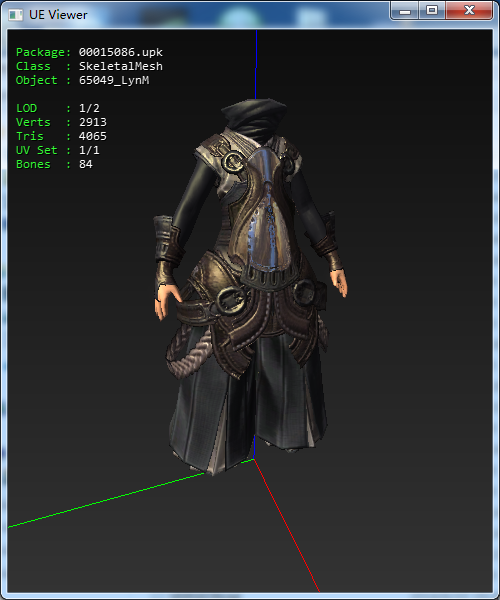 UE Viewer
Package: 00015086.upk
Class : SkeletalMesh
Object : 65049_LynM
LOD : 1/2
Verts : 2913
Tris : 4065
UV Set : 1/1
Bones : 84